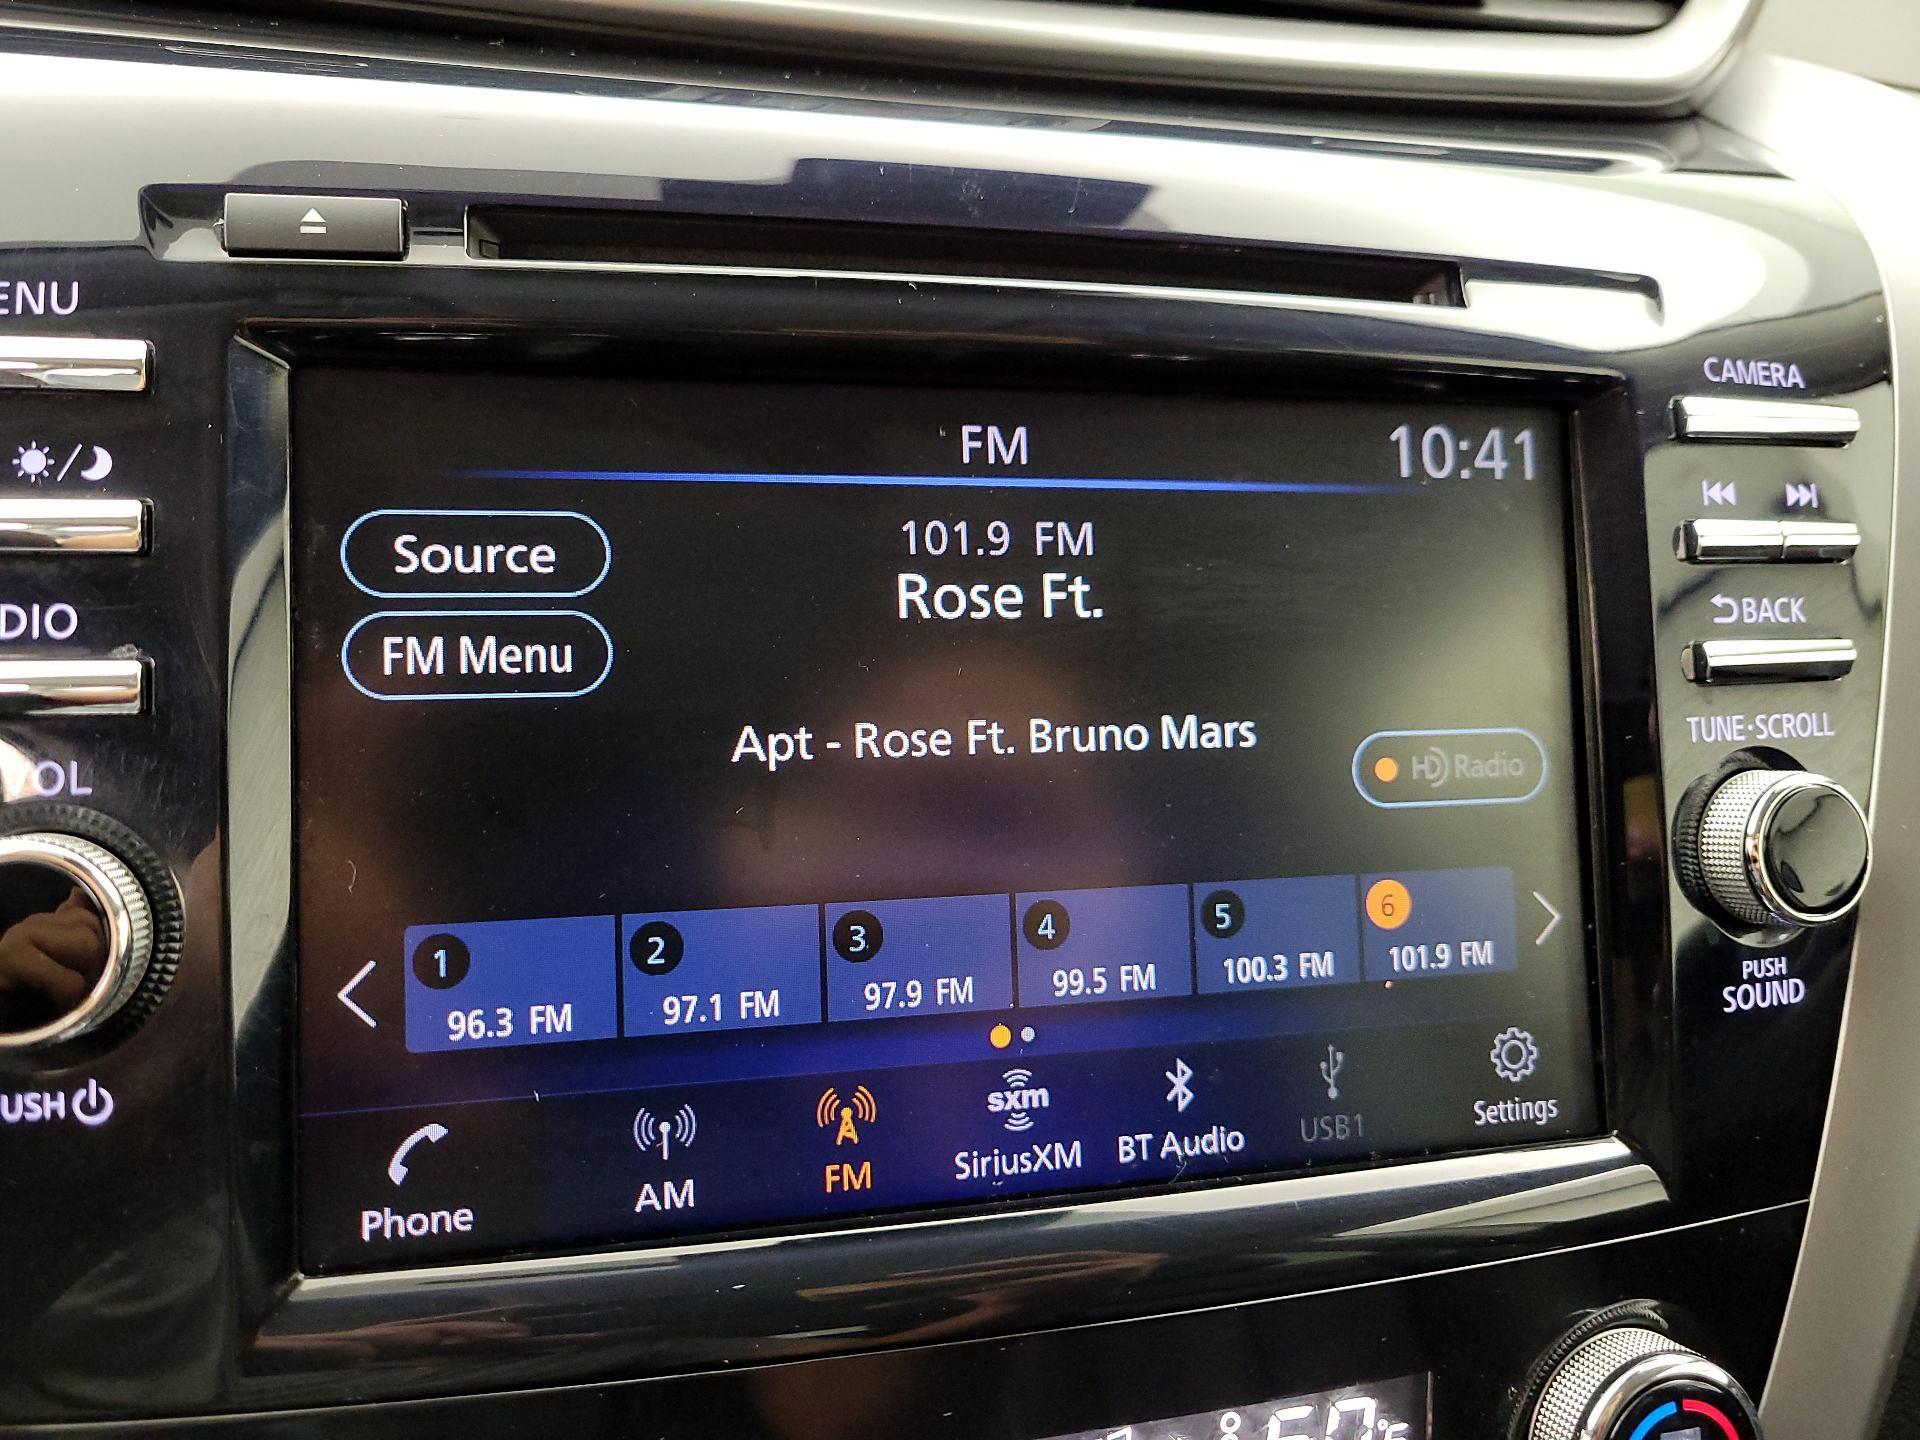 ENU
DIO
VOL
USH
FM
10:41
Source
FM Menu
101.9 FM
Rose Ft.
Apt - Rose Ft. Bruno Mars
HD Radio
1
96.3 FM
2
97.1 FM
3
97.9 FM
4
99.5 FM
5
100.3 FM
6
101.9 FM
Phone
AM
FM
sxm
SiriusXM
BT Audio
USB1
Settings
CAMERA
BACK
TUNE·SCROLL
PUSH
SOUND
60°F